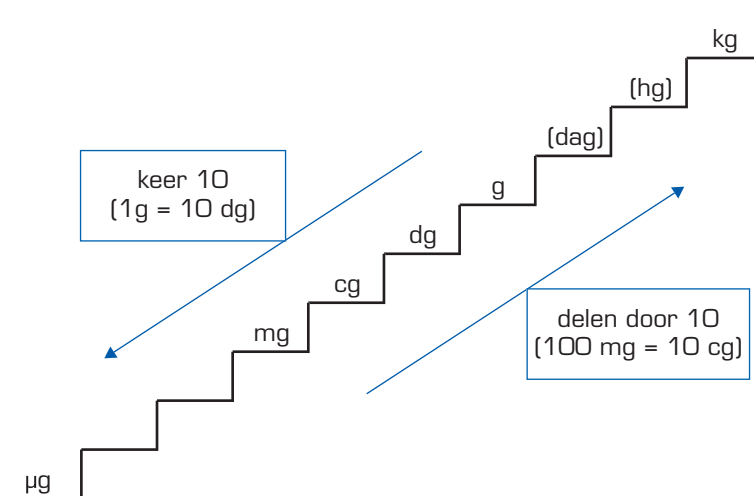 kg
(hg)
(dag)
keer 10
(1g = 10 dg)
g
dg
cg
delen door 10
(100 mg = 10 cg)
mg
µg